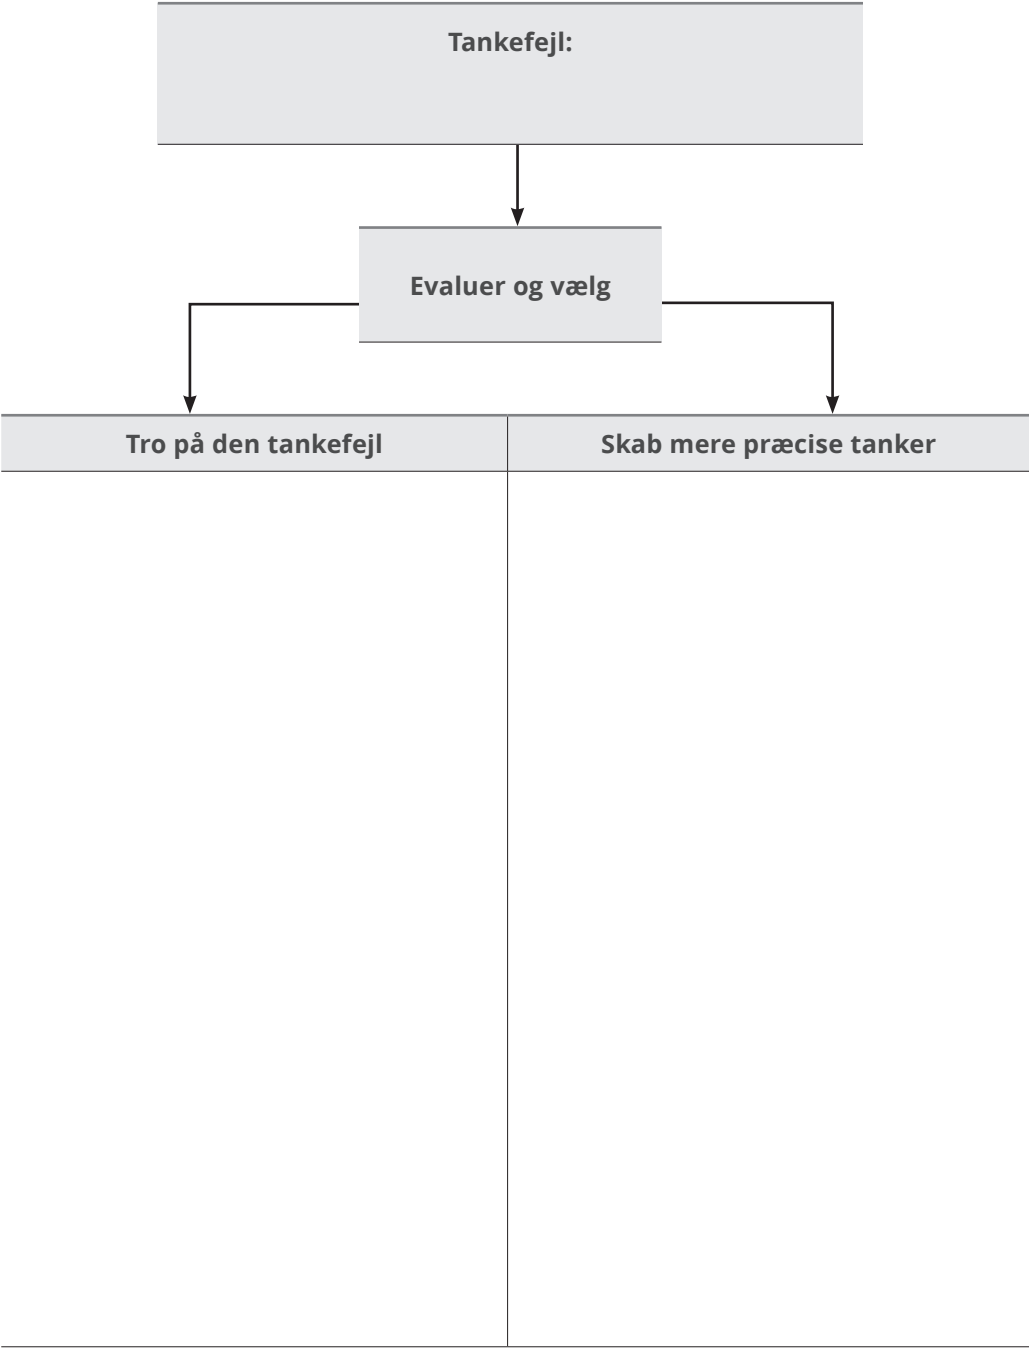 Tankefejl:
Evaluer og vælg
Tro på den tankefejl
Skab mere præcise tanker